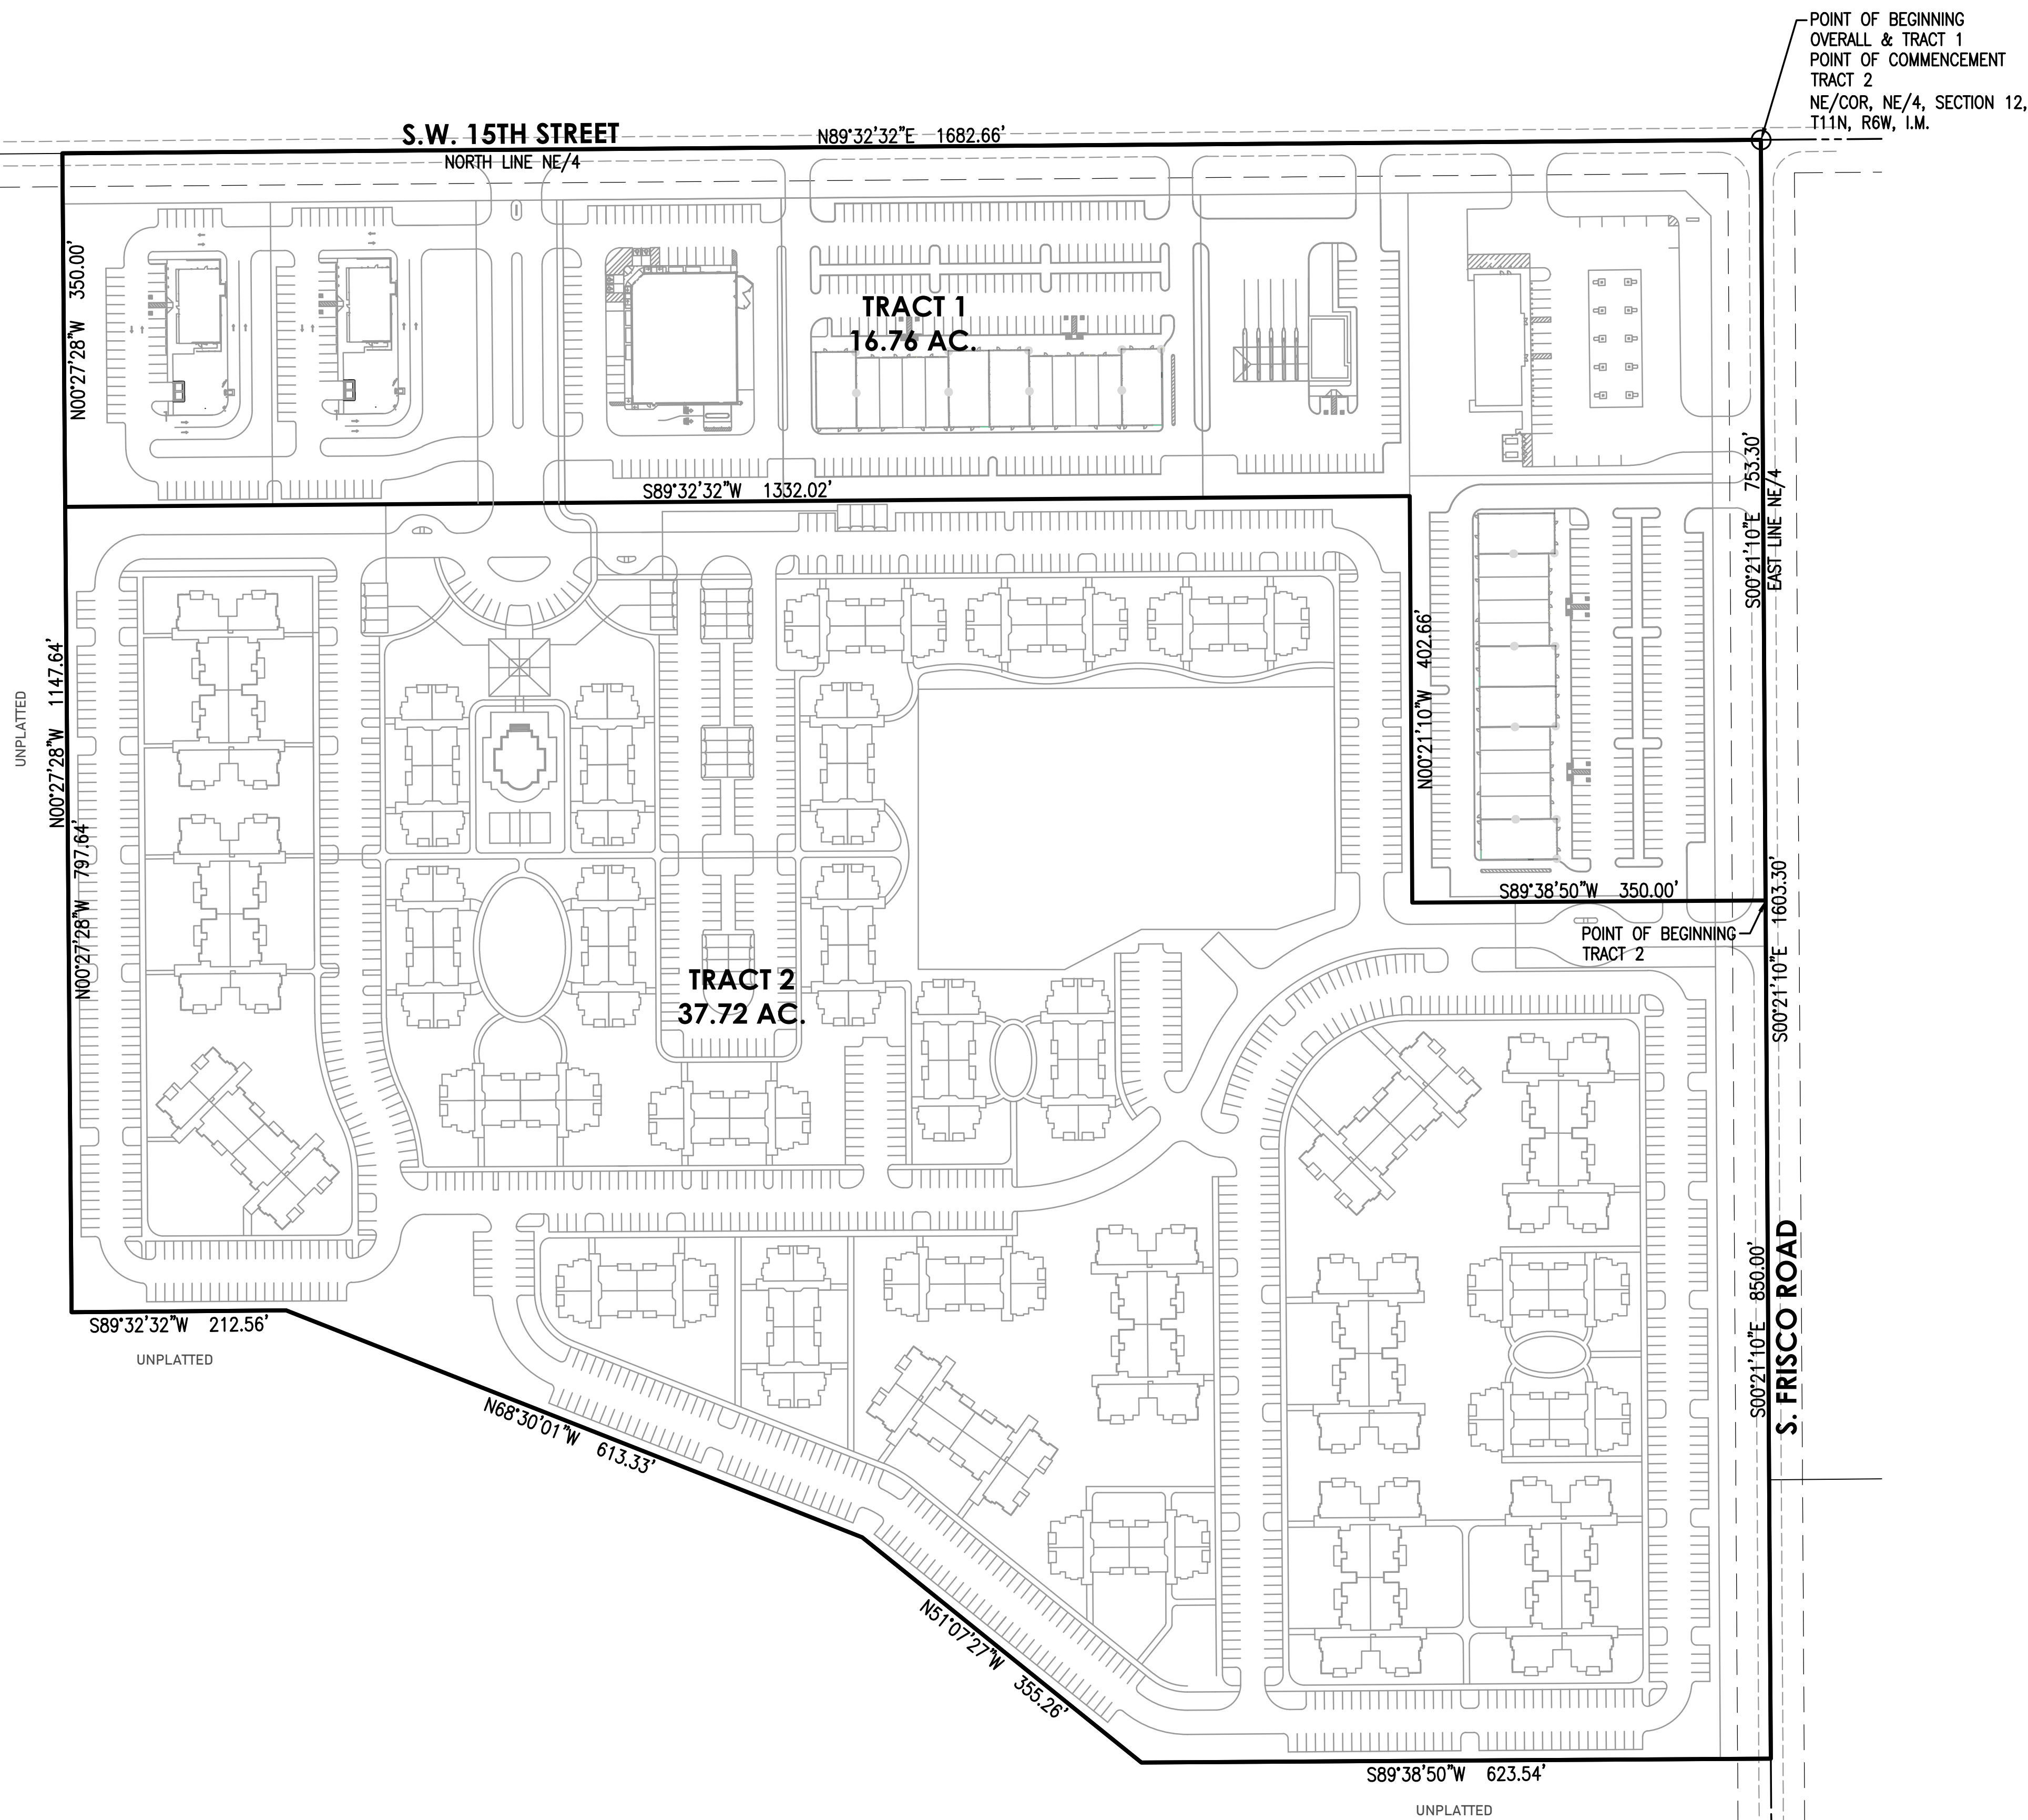 POINT OF BEGINNING
OVERALL & TRACT 1
POINT OF COMMENCEMENT
TRACT 2
NE/COR, NE/4, SECTION 12,
T11N, R6W, I.M.
S.W. 15TH STREET
N89°32'32"E 1682.66'
NORTH LINE NE/4
N00°27'28"W 350.00'
TRACT 1
16.76 AC.
S89°32'32"W 1332.02'
S00°21'10"E 753.30'
EAST LINE NE/4
N00°21'10"W 402.66'
UNPLATTED
N00°27'28"W 1147.64'
N00°27'28"W 797.64'
S89°38'50"W 350.00'
POINT OF BEGINNING
TRACT 2
S00°21'10"E 1603.30'
TRACT 2
37.72 AC.
S00°21'10"E 850.00'
S. FRISCO ROAD
S89°32'32"W 212.56'
UNPLATTED
N68°30'01"W 613.33'
N51°07'27"W 355.26'
S89°38'50"W 623.54'
UNPLATTED